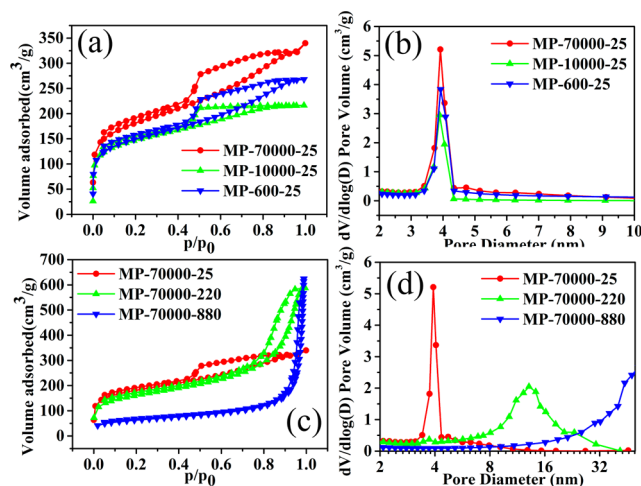 (a)
Volume adsorbed(cm³/g)
350
300
250
200
150
100
50
0
MP-70000-25
MP-10000-25
MP-600-25
0.0 0.2 0.4 0.6 0.8 1.0
p/p₀
(b)
dV/dlog(D) Pore Volume (cm³/g)
6
5
4
3
2
1
0
MP-70000-25
MP-10000-25
MP-600-25
2 3 4 5 6 7 8 9 10
Pore Diameter (nm)
(c)
Volume adsorbed(cm³/g)
700
600
500
400
300
200
100
0
MP-70000-25
MP-70000-220
MP-70000-880
0.0 0.2 0.4 0.6 0.8 1.0
p/p₀
(d)
dV/dlog(D) Pore Volume (cm³/g)
6
5
4
3
2
1
0
MP-70000-25
MP-70000-220
MP-70000-880
2 4 8 16 32
Pore Diameter (nm)